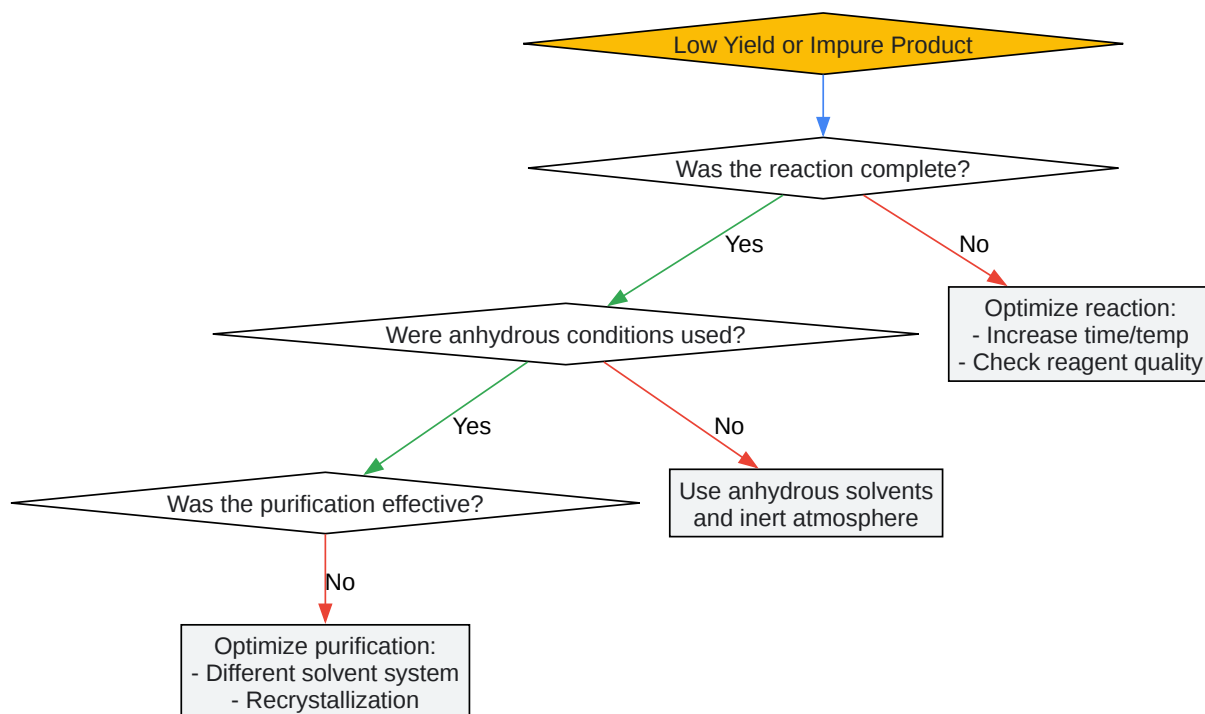 Low Yield or Impure Product
Was the reaction complete?
Yes
No
Optimize reaction:
- Increase time/temp
- Check reagent quality
Were anhydrous conditions used?
Yes
No
Use anhydrous solvents
and inert atmosphere
Was the purification effective?
No
Optimize purification:
- Different solvent system
- Recrystallization